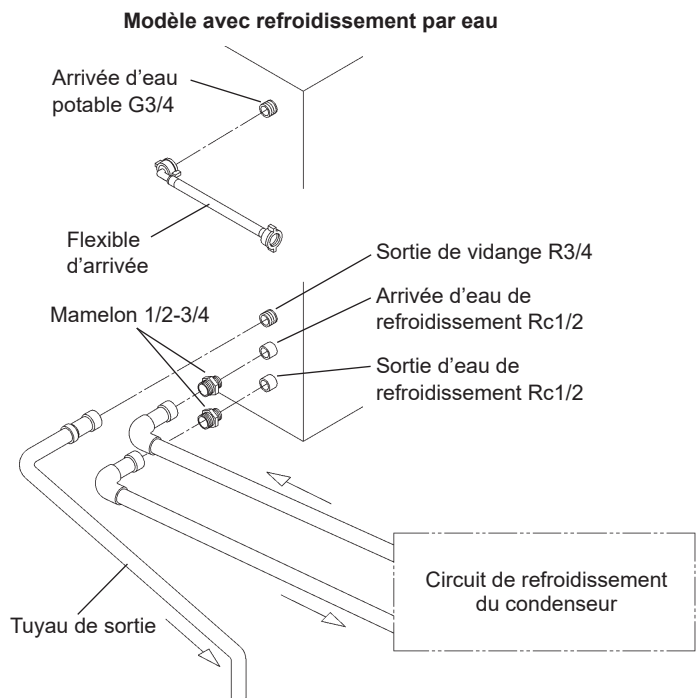 Modèle avec refroidissement par eau
Arrivée d’eau
potable G3/4
Flexible
d’arrivée
Sortie de vidange R3/4
Mamelon 1/2-3/4
Arrivée d’eau de
refroidissement Rc1/2
Sortie d’eau de
refroidissement Rc1/2
Circuit de refroidissement
du condenseur
Tuyau de sortie